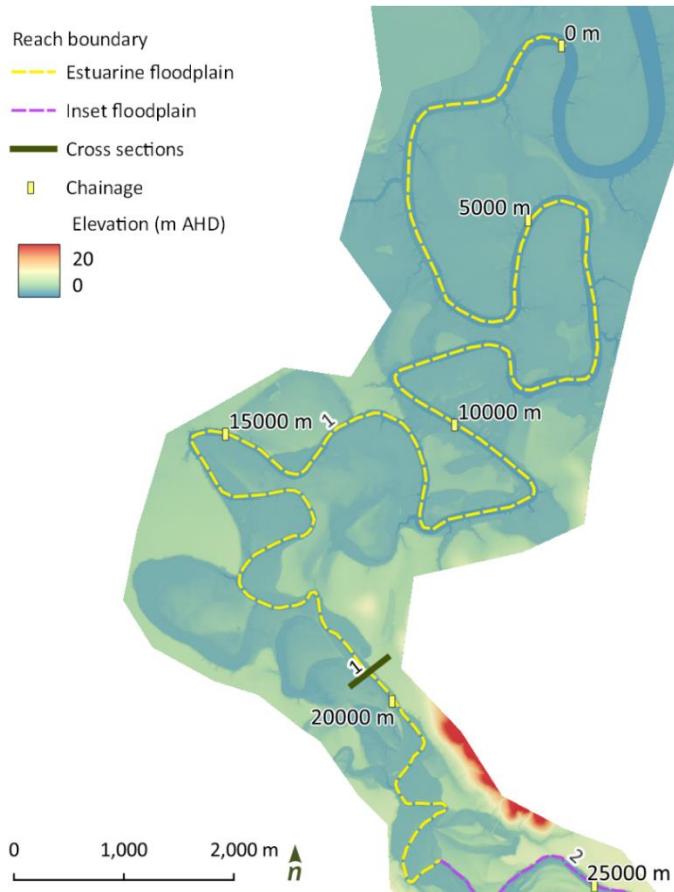 Reach boundary
Estuarine floodplain
Inset floodplain
Cross sections
Chainage
Elevation (m AHD)
20
0
0 m
5000 m
10000 m
15000 m
1
1
20000 m
2
25000 m
0 1,000 2,000 m
n